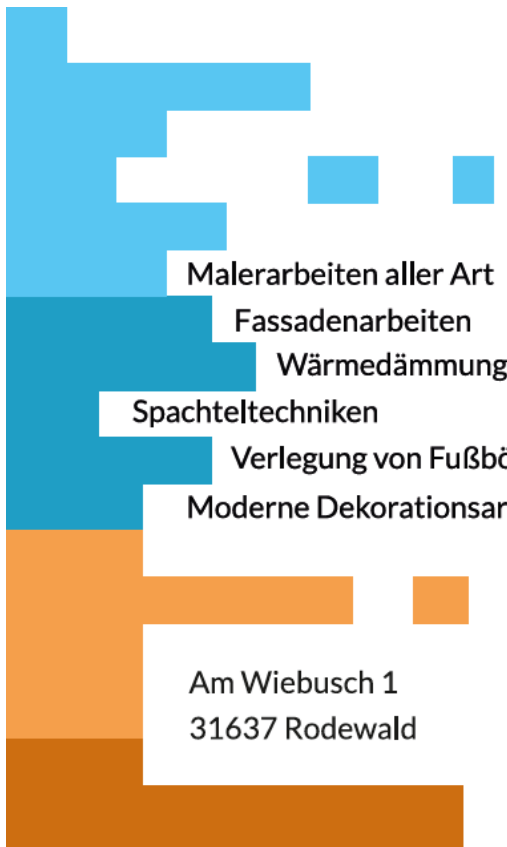 Malerarbeiten aller Art
Fassadenarbeiten
Wärmedämmung
Spachteltechniken
Verlegung von Fußbö
Moderne Dekorationsar
Am Wiebusch 1
31637 Rodewald